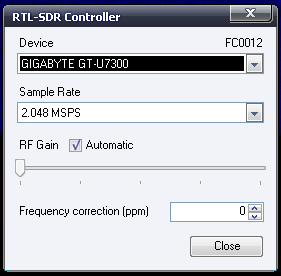 RTL-SDR Controller
Device FC0012
GIGABYTE GT-U7300
Sample Rate
2.048 MSPS
RF Gain Automatic
Frequency correction (ppm) 0
Close